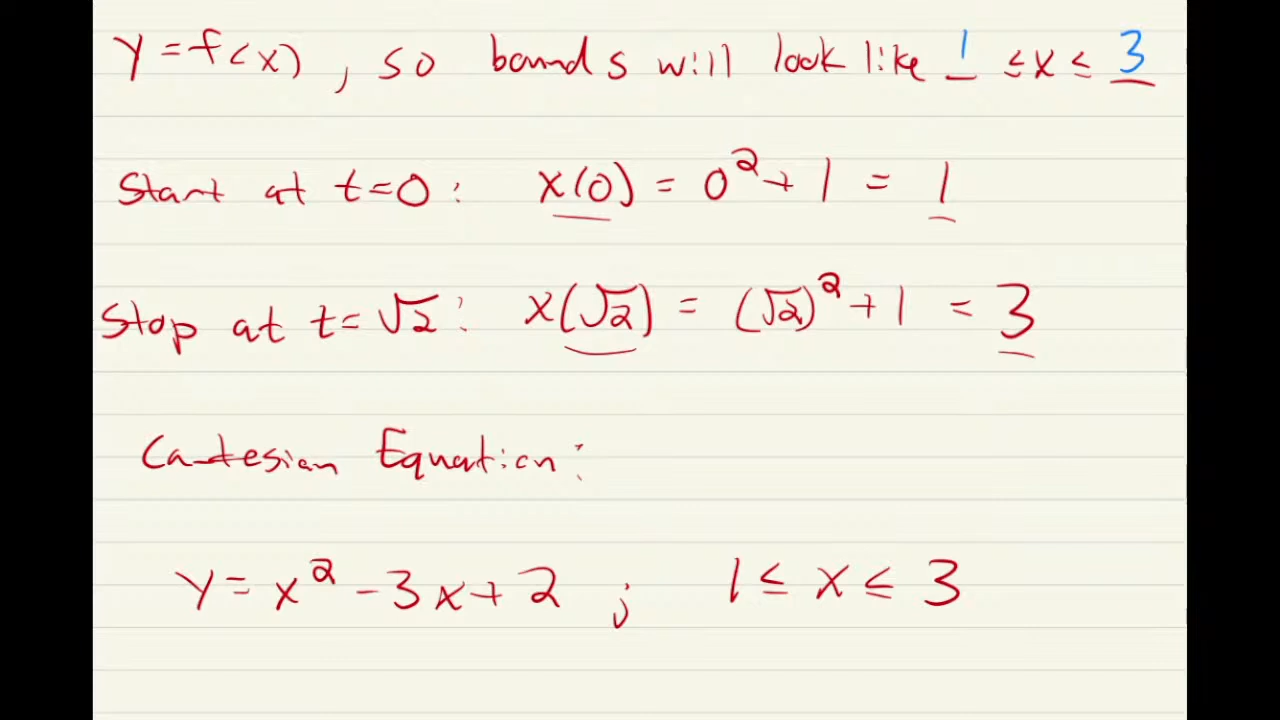 y = f(x), so bounds will look like 1 ≤ x ≤ 3
Start at t=0: x(0) = 0² + 1 = 1
Stop at t=√2: x(√2) = (√2)² + 1 = 3
Cartesian Equation:
y = x² - 3x + 2 ; 1 ≤ x ≤ 3